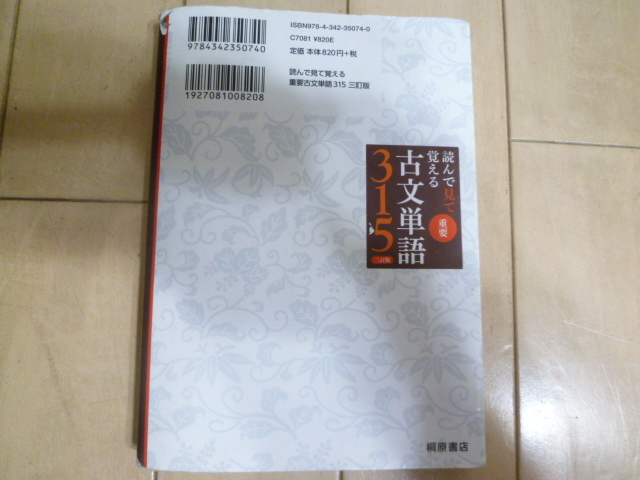 ISBN978-4-342-35074-0
C7081 ¥820E
定価 本体820円+税
9784342350740
読んで見て覚える
重要古文単語315 三訂版
1927081008208
読んで見て
覚える
重要
古文単語
315
三訂版
桐原書店